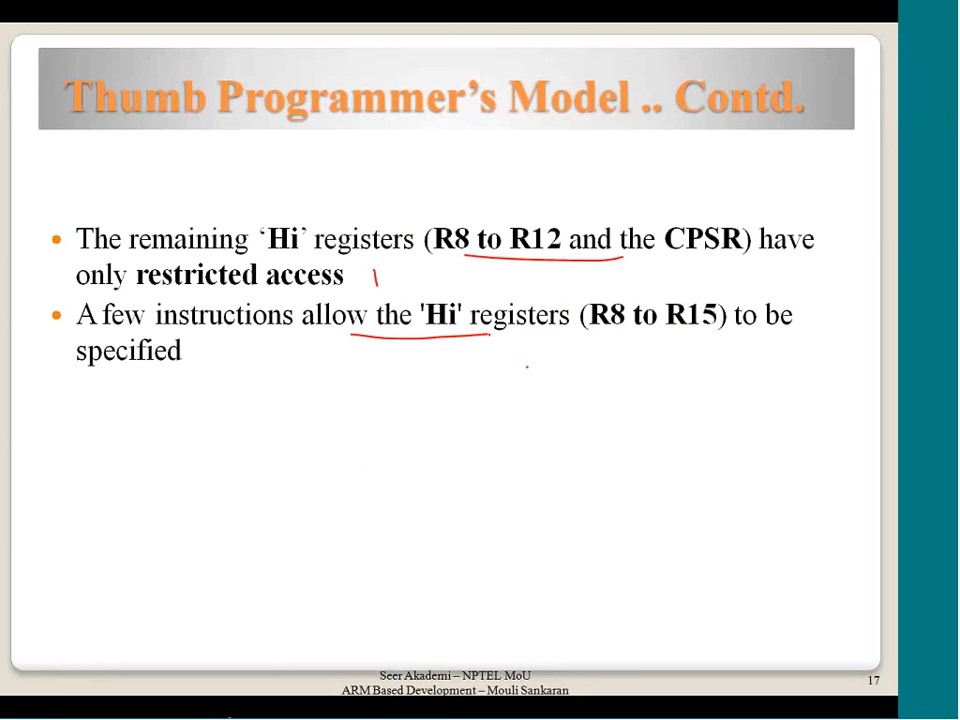 Thumb Programmer’s Model .. Contd.
• The remaining ‘Hi’ registers (R8 to R12 and the CPSR) have
only restricted access
• A few instructions allow the 'Hi' registers (R8 to R15) to be
specified
Seer Akademi – NPTEL MoU
ARM Based Development – Mouli Sankaran
17